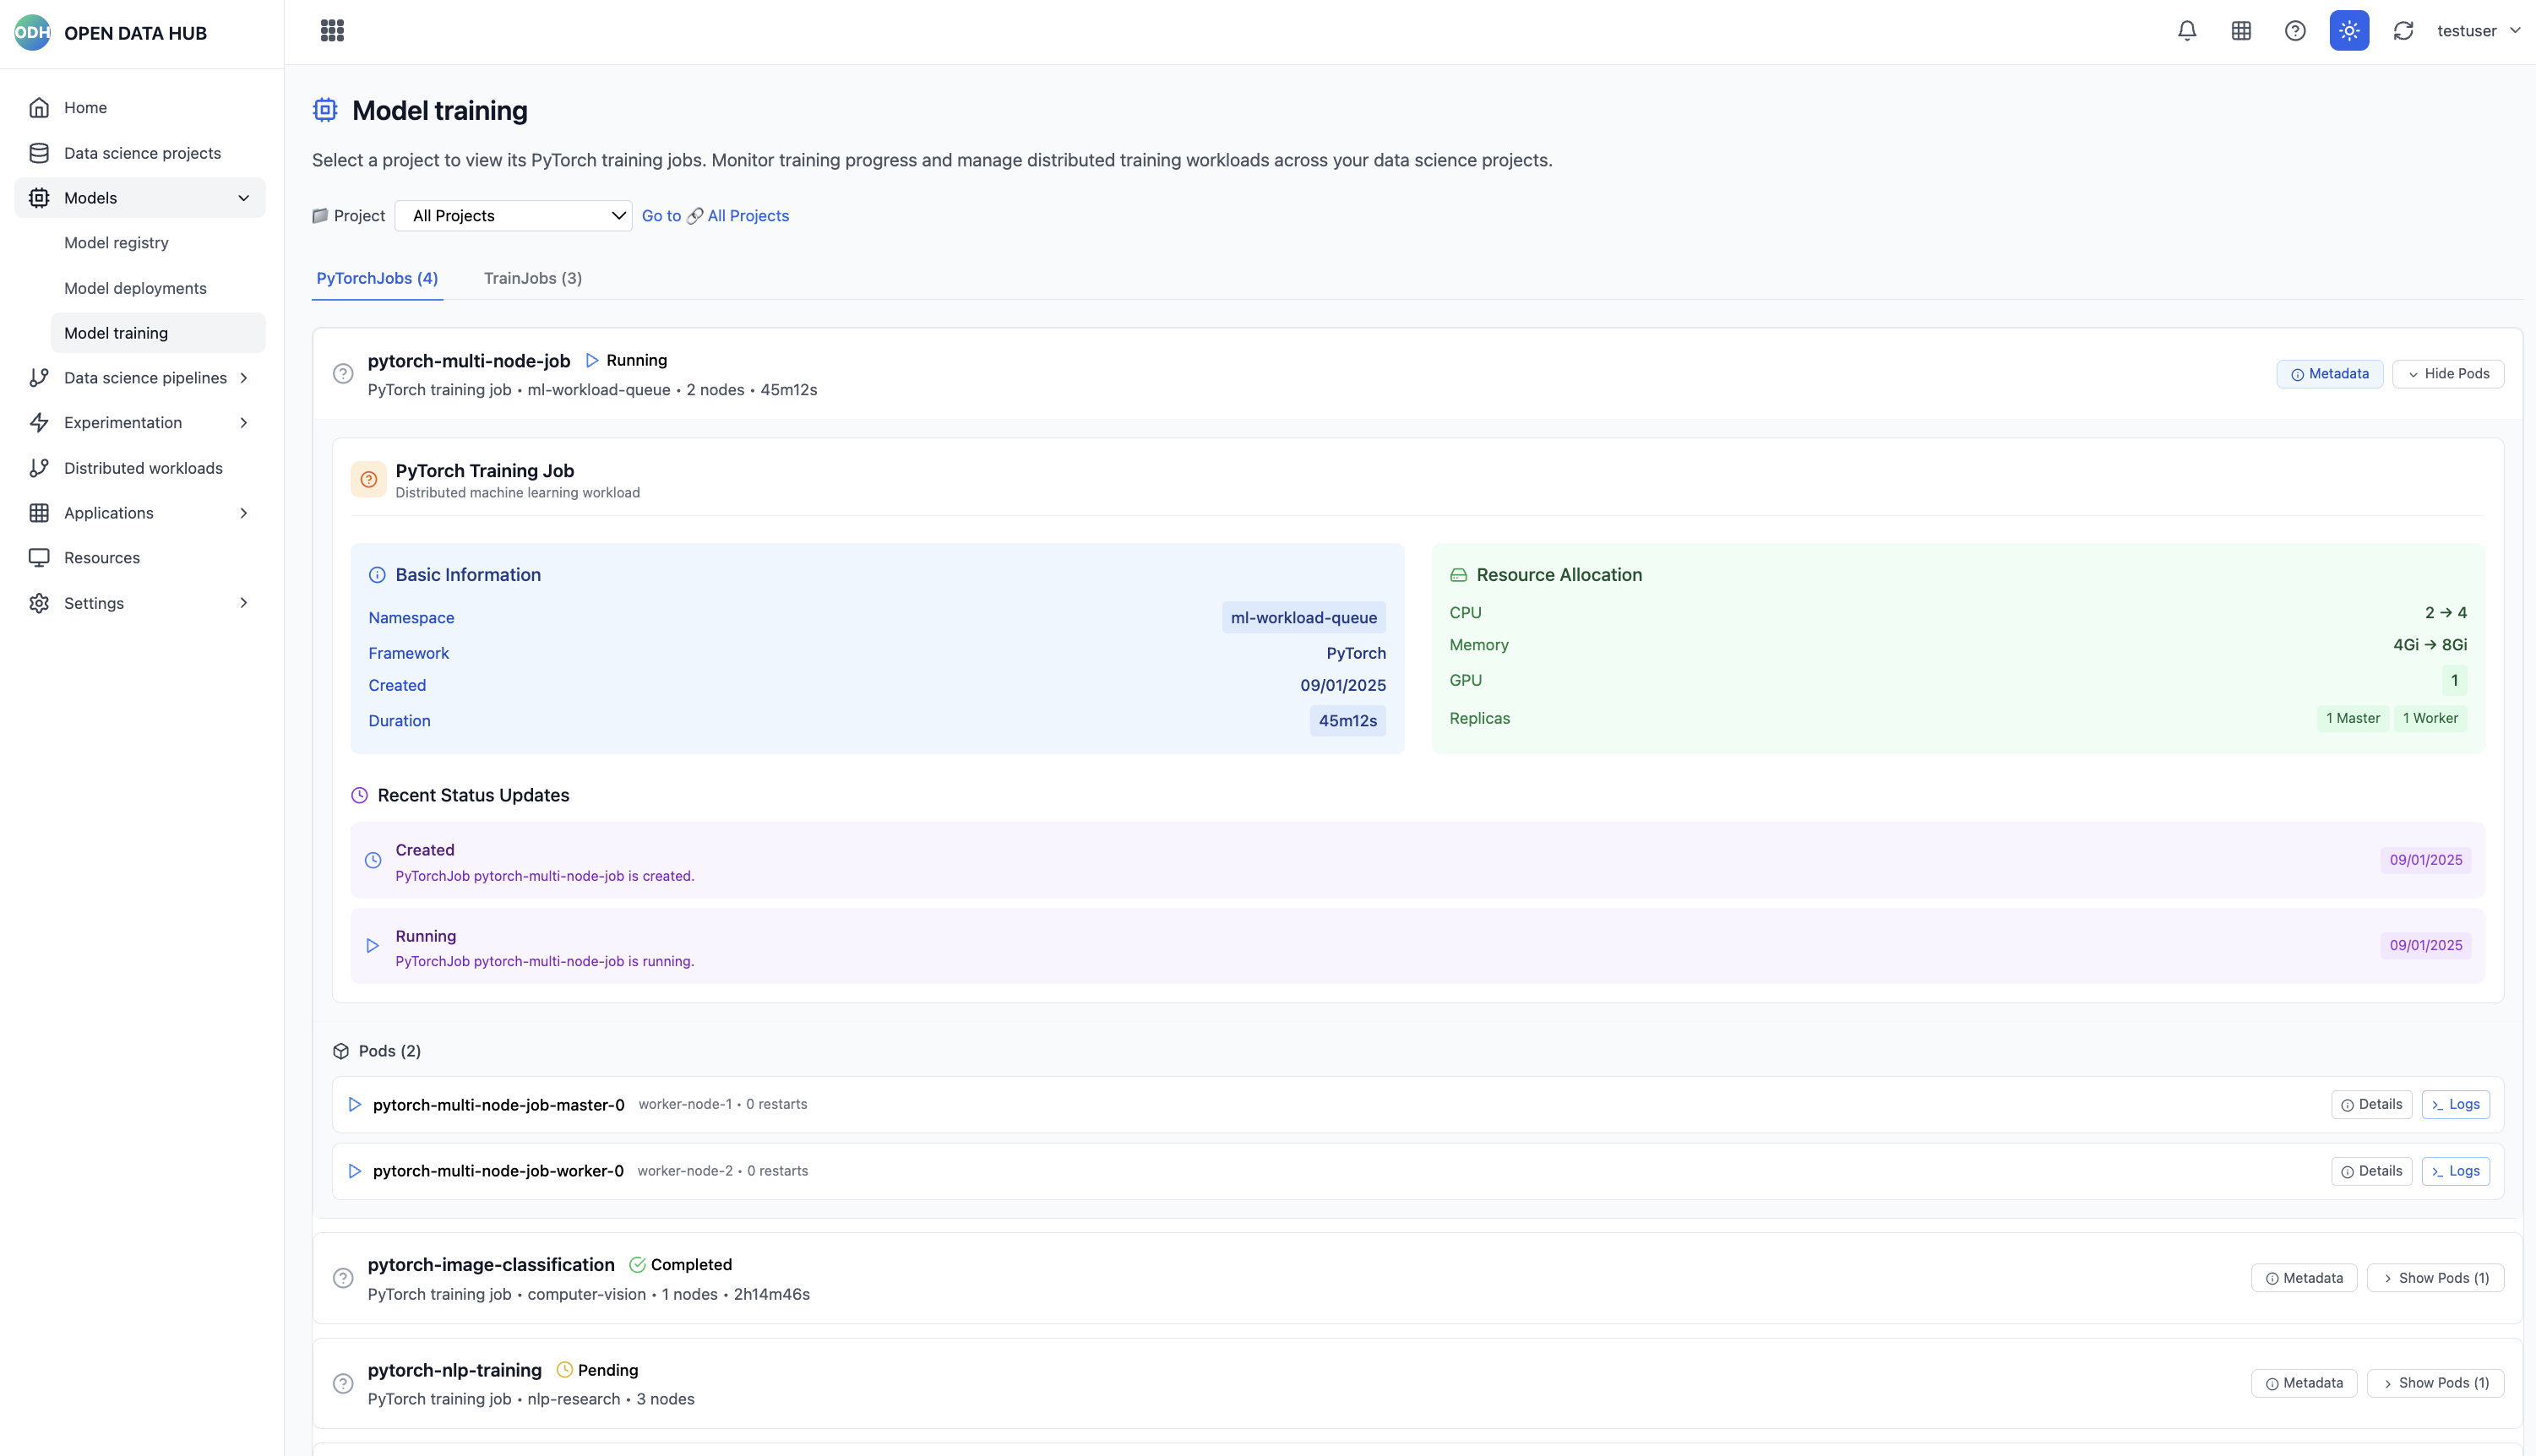 ODH OPEN DATA HUB
testuser
Home
Data science projects
Models
Model registry
Model deployments
Model training
Data science pipelines
Experimentation
Distributed workloads
Applications
Resources
Settings
Model training
Select a project to view its PyTorch training jobs. Monitor training progress and manage distributed training workloads across your data science projects.
Project All Projects Go to All Projects
PyTorchJobs (4) TrainJobs (3)
pytorch-multi-node-job Running
PyTorch training job • ml-workload-queue • 2 nodes • 45m12s
Metadata Hide Pods
PyTorch Training Job
Distributed machine learning workload
Basic Information
Namespace ml-workload-queue
Framework PyTorch
Created 09/01/2025
Duration 45m12s
Resource Allocation
CPU 2 → 4
Memory 4Gi → 8Gi
GPU 1
Replicas 1 Master 1 Worker
Recent Status Updates
Created
PyTorchJob pytorch-multi-node-job is created.
09/01/2025
Running
PyTorchJob pytorch-multi-node-job is running.
09/01/2025
Pods (2)
pytorch-multi-node-job-master-0 worker-node-1 • 0 restarts Details Logs
pytorch-multi-node-job-worker-0 worker-node-2 • 0 restarts Details Logs
pytorch-image-classification Completed
PyTorch training job • computer-vision • 1 nodes • 2h14m46s
Metadata Show Pods (1)
pytorch-nlp-training Pending
PyTorch training job • nlp-research • 3 nodes
Metadata Show Pods (1)